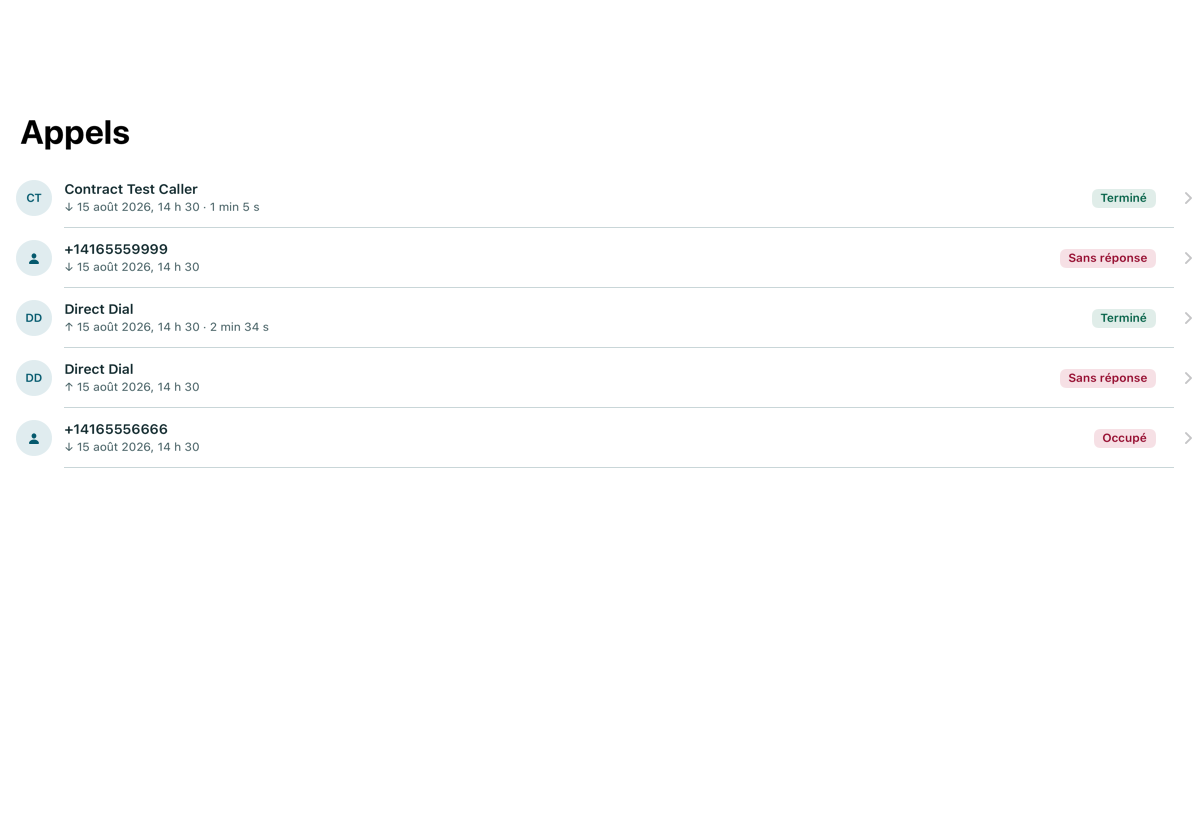 Appels
CT
Contract Test Caller
↓ 15 août 2026, 14 h 30 · 1 min 5 s
Terminé
+14165559999
↓ 15 août 2026, 14 h 30
Sans réponse
DD
Direct Dial
↑ 15 août 2026, 14 h 30 · 2 min 34 s
Terminé
DD
Direct Dial
↑ 15 août 2026, 14 h 30
Sans réponse
+14165556666
↓ 15 août 2026, 14 h 30
Occupé